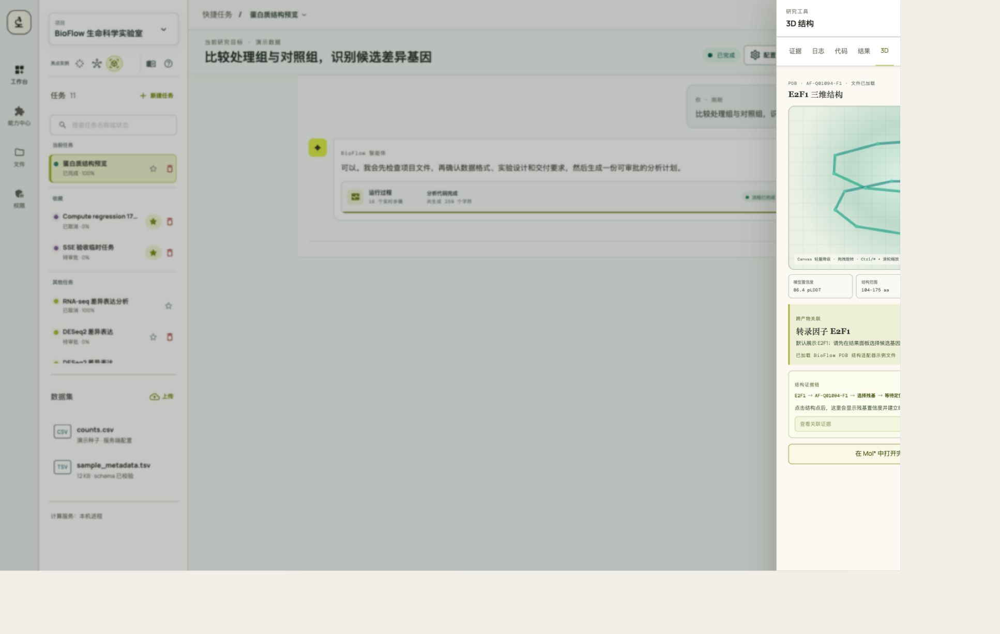 工作台
能力中心
文件
权限
项目
BioFlow 生命科学实验室
亮点实例
任务 11
新建任务
搜索任务名称或状态
当前任务
蛋白质结构预览
已完成 · 100%
收藏
Compute regression 17...
已取消 · 0%
SSE 验收临时任务
待审批 · 0%
其他任务
RNA-seq 差异表达分析
已取消 · 100%
DESeq2 差异表达
待审批 · 0%
DESeq2 差异表达
数据集
上传
CSV
counts.csv
演示种子 · 服务端配置
TSV
sample_metadata.tsv
12 KB · schema 已校验
计算服务：本机进程
快捷任务 / 蛋白质结构预览
当前研究目标 · 演示数据
比较处理组与对照组，识别候选差异基因
已完成
配置
你 · 刚刚
比较处理组与对照组，识
BioFlow 智能体
可以。我会先检查项目文件，再确认数据格式、实验设计和交付要求，然后生成一份可审批的分析计划。
运行过程
16 个实时步骤
分析代码完成
共生成 259 个字符
流程已完成
研究工具
3D 结构
证据
日志
代码
结果
3D
PDB · AF-Q01094-F1 · 文件已加载
E2F1 三维结构
Canvas 轻量降级 · 拖拽旋转 · Ctrl/⌘ + 滚轮缩放
模型置信度
86.4 pLDDT
结构范围
104–175 aa
跨产物关联
转录因子 E2F1
默认展示 E2F1；请先在结果面板选择候选基因
已加载 BioFlow PDB 结构适配器示例文件
结构证据链
E2F1 → AF-Q01094-F1 → 选择残基 → 等待定位
点击结构点后，这里会显示残基置信度并建立
查看关联证据
在 Mol* 中打开完